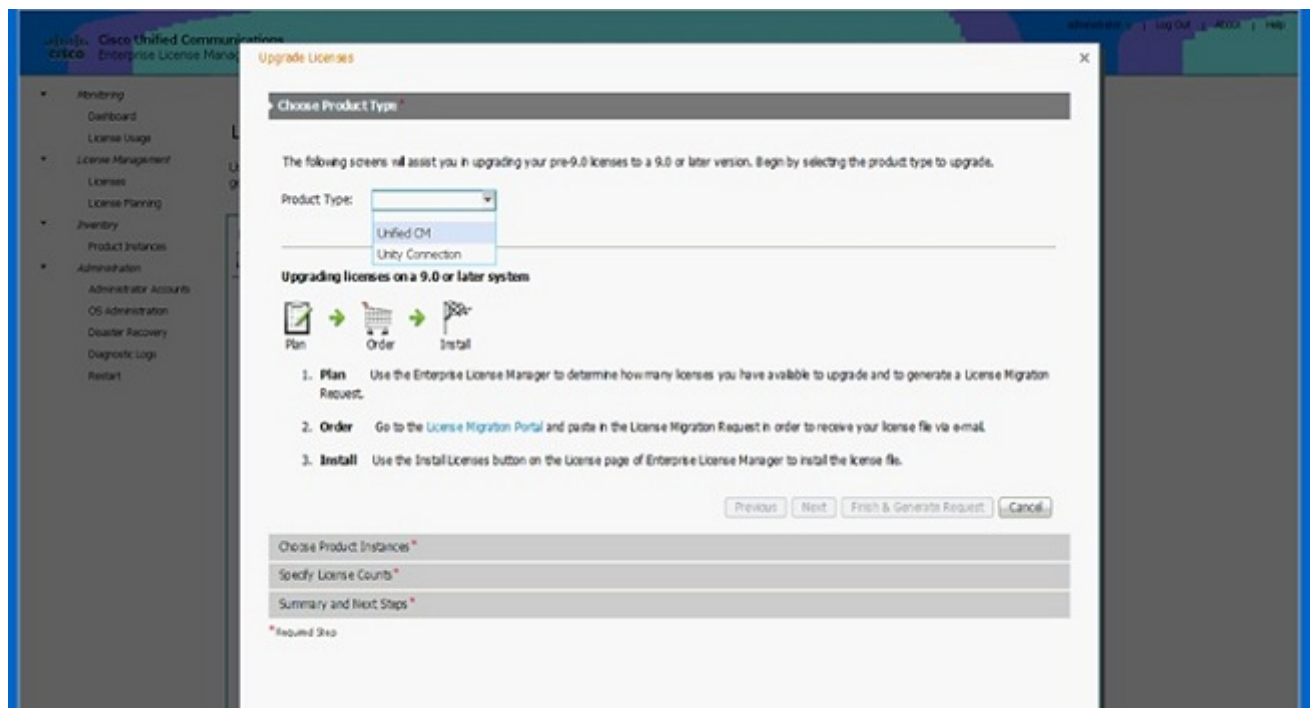 cisco Cisco Unified Communications
Enterprise License Manag
administrator | Log Out | About | Help
Monitoring
Dashboard
License Usage
License Management
Licenses
License Planning
Inventory
Product Instances
Administration
Administrator Accounts
OS Administration
Disaster Recovery
Diagnostic Logs
Restart
Upgrade Licenses
Choose Product Type *
The following screens will assist you in upgrading your pre-9.0 licenses to a 9.0 or later version. Begin by selecting the product type to upgrade.
Product Type:
Unified CM
Unity Connection
Upgrading licenses on a 9.0 or later system
Plan Order Install
1. Plan Use the Enterprise License Manager to determine how many licenses you have available to upgrade and to generate a License Migration
Request.
2. Order Go to the License Migration Portal and paste in the License Migration Request in order to receive your license file via e-mail.
3. Install Use the Install Licenses button on the License page of Enterprise License Manager to install the license file.
Previous Next Finish & Generate Request Cancel
Choose Product Instances *
Specify License Counts *
Summary and Next Steps *
* Required Step